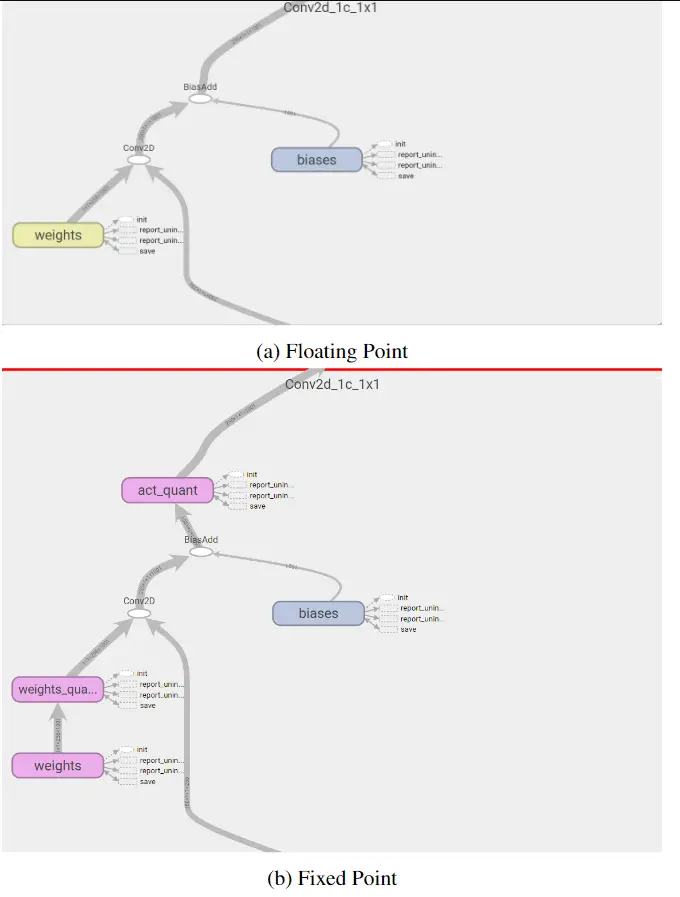 Conv2d_1c_1x1
BiasAdd
Conv2D
init
biases
report_unin...
report_unin...
save
init
weights
report_unin...
report_unin...
save
(a) Floating Point
Conv2d_1c_1x1
init
act_quant
report_unin...
report_unin...
save
BiasAdd
Conv2D
init
biases
report_unin...
report_unin...
save
init
weights_qua...
report_unin...
report_unin...
save
init
weights
report_unin...
report_unin...
save
(b) Fixed Point